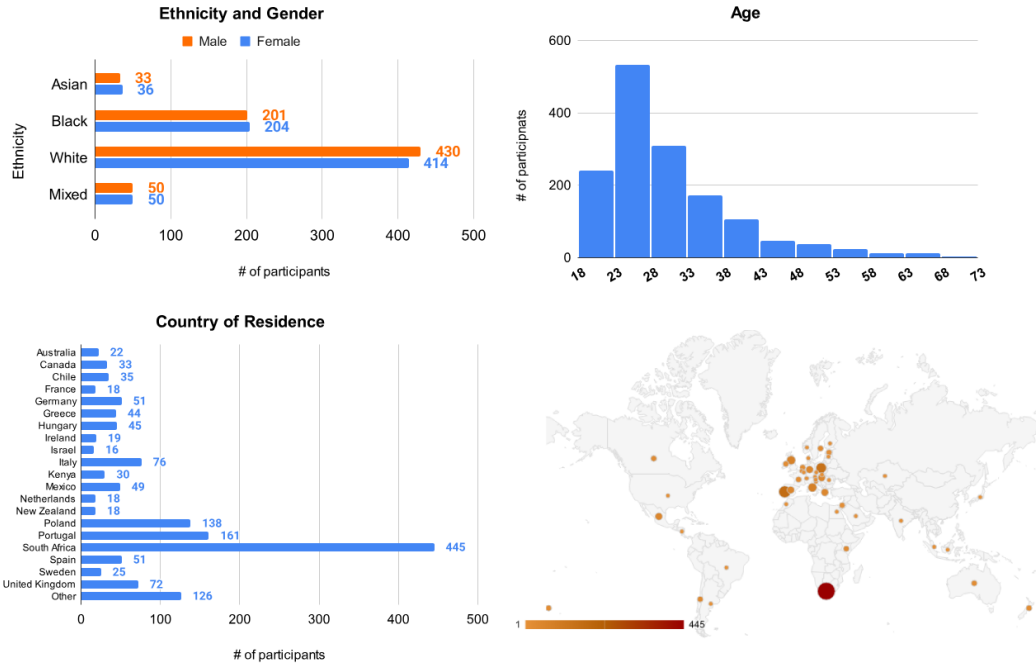 Ethnicity and Gender
Male Female
Ethnicity
Asian 33
36
Black 201
204
White 430
414
Mixed 50
50
0 100 200 300 400 500
# of participants
Age
# of participnats
600
400
200
0
18 23 28 33 38 43 48 53 58 63 68 73
Country of Residence
Australia 22
Canada 33
Chile 35
France 18
Germany 51
Greece 44
Hungary 45
Ireland 19
Israel 16
Italy 76
Kenya 30
Mexico 49
Netherlands 18
New Zealand 18
Poland 138
Portugal 161
South Africa 445
Spain 51
Sweden 25
United Kingdom 72
Other 126
0 100 200 300 400 500
# of participants
1 445